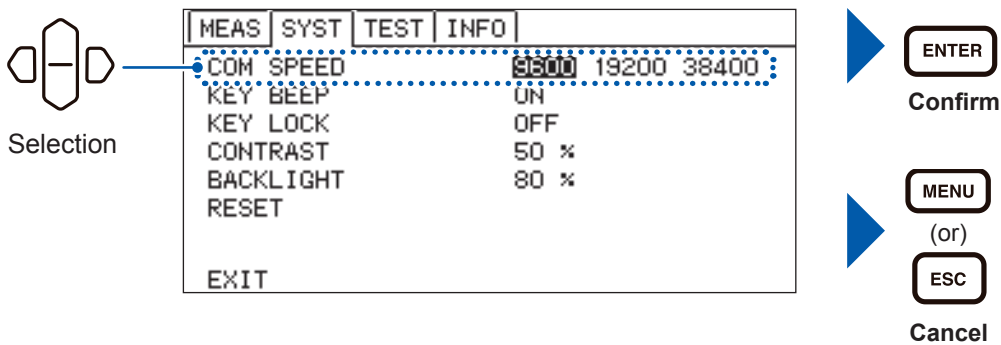 MEAS SYST TEST INFO
COM SPEED 9600 19200 38400
KEY BEEP ON
KEY LOCK OFF
CONTRAST 50 %
BACKLIGHT 80 %
RESET
EXIT
Selection
ENTER
Confirm
MENU
(or)
ESC
Cancel